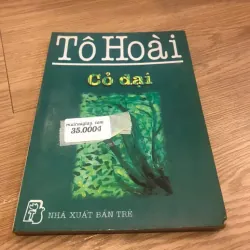 Tô Hoài
Cỏ dại
35.000đ
NHÀ XUẤT BẢN TRẺ